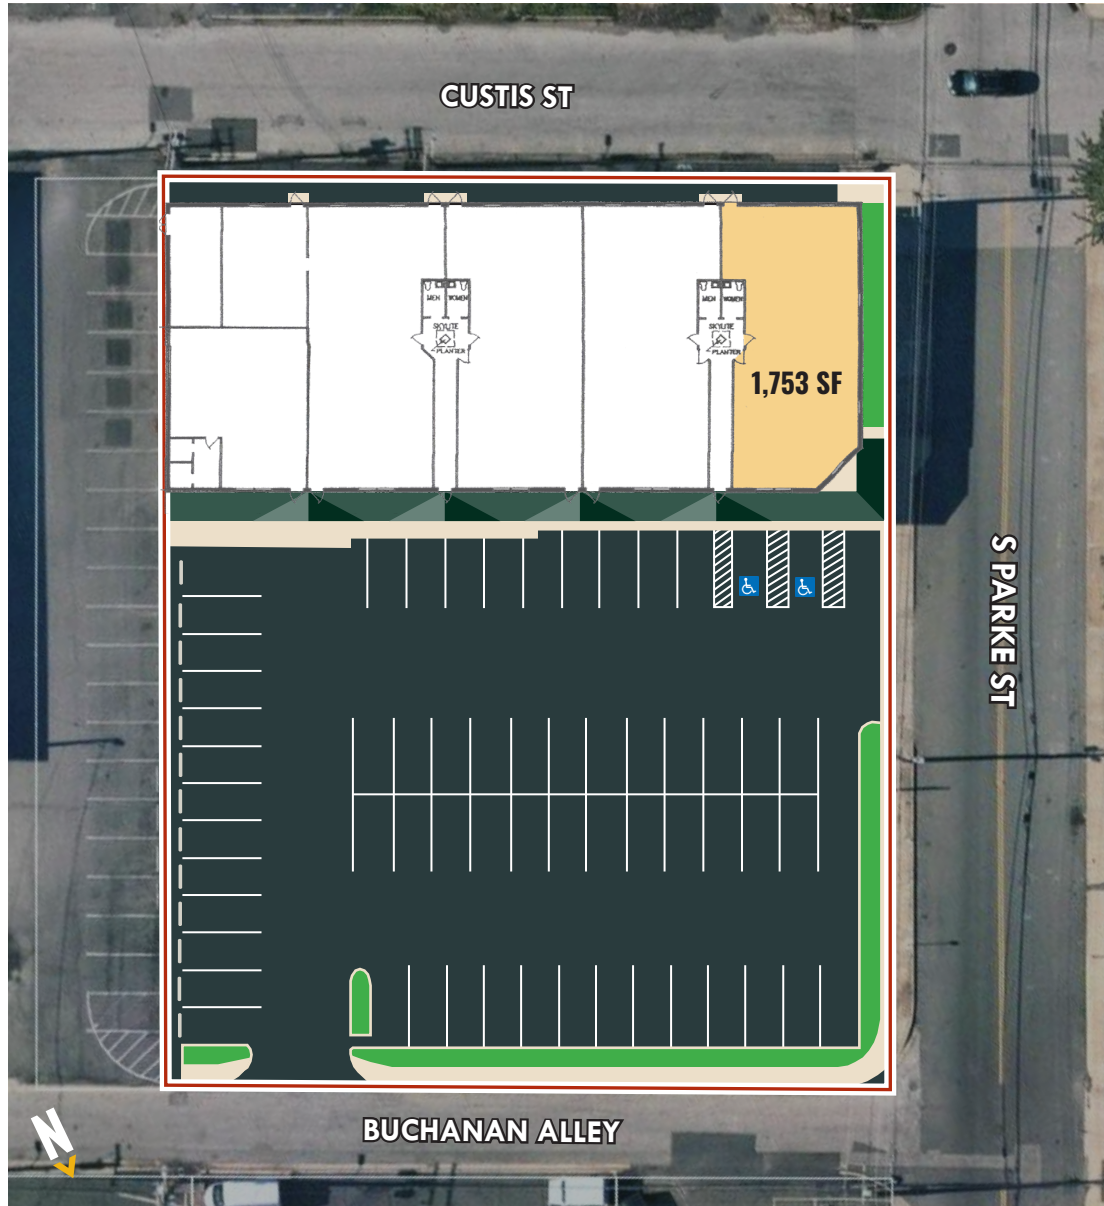 CUSTIS ST
MEN WOMEN
SKYLITE
PLANTER
MEN WOMEN
SKYLITE
PLANTER
1,753 SF
S PARKE ST
BUCHANAN ALLEY
N